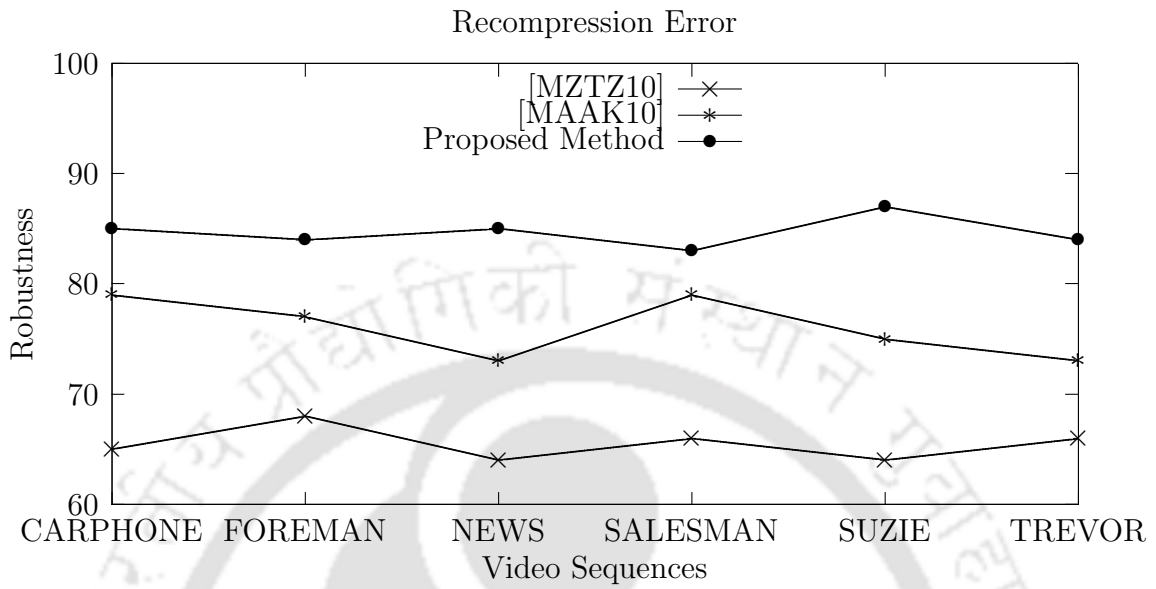 Recompression Error
100
90
80
70
60
Robustness
[MZTZ10]
[MAAK10]
Proposed Method
CARPHONE FOREMAN NEWS SALESMAN SUZIE TREVOR
Video Sequences
प्रौद्योगिकी संस्थान